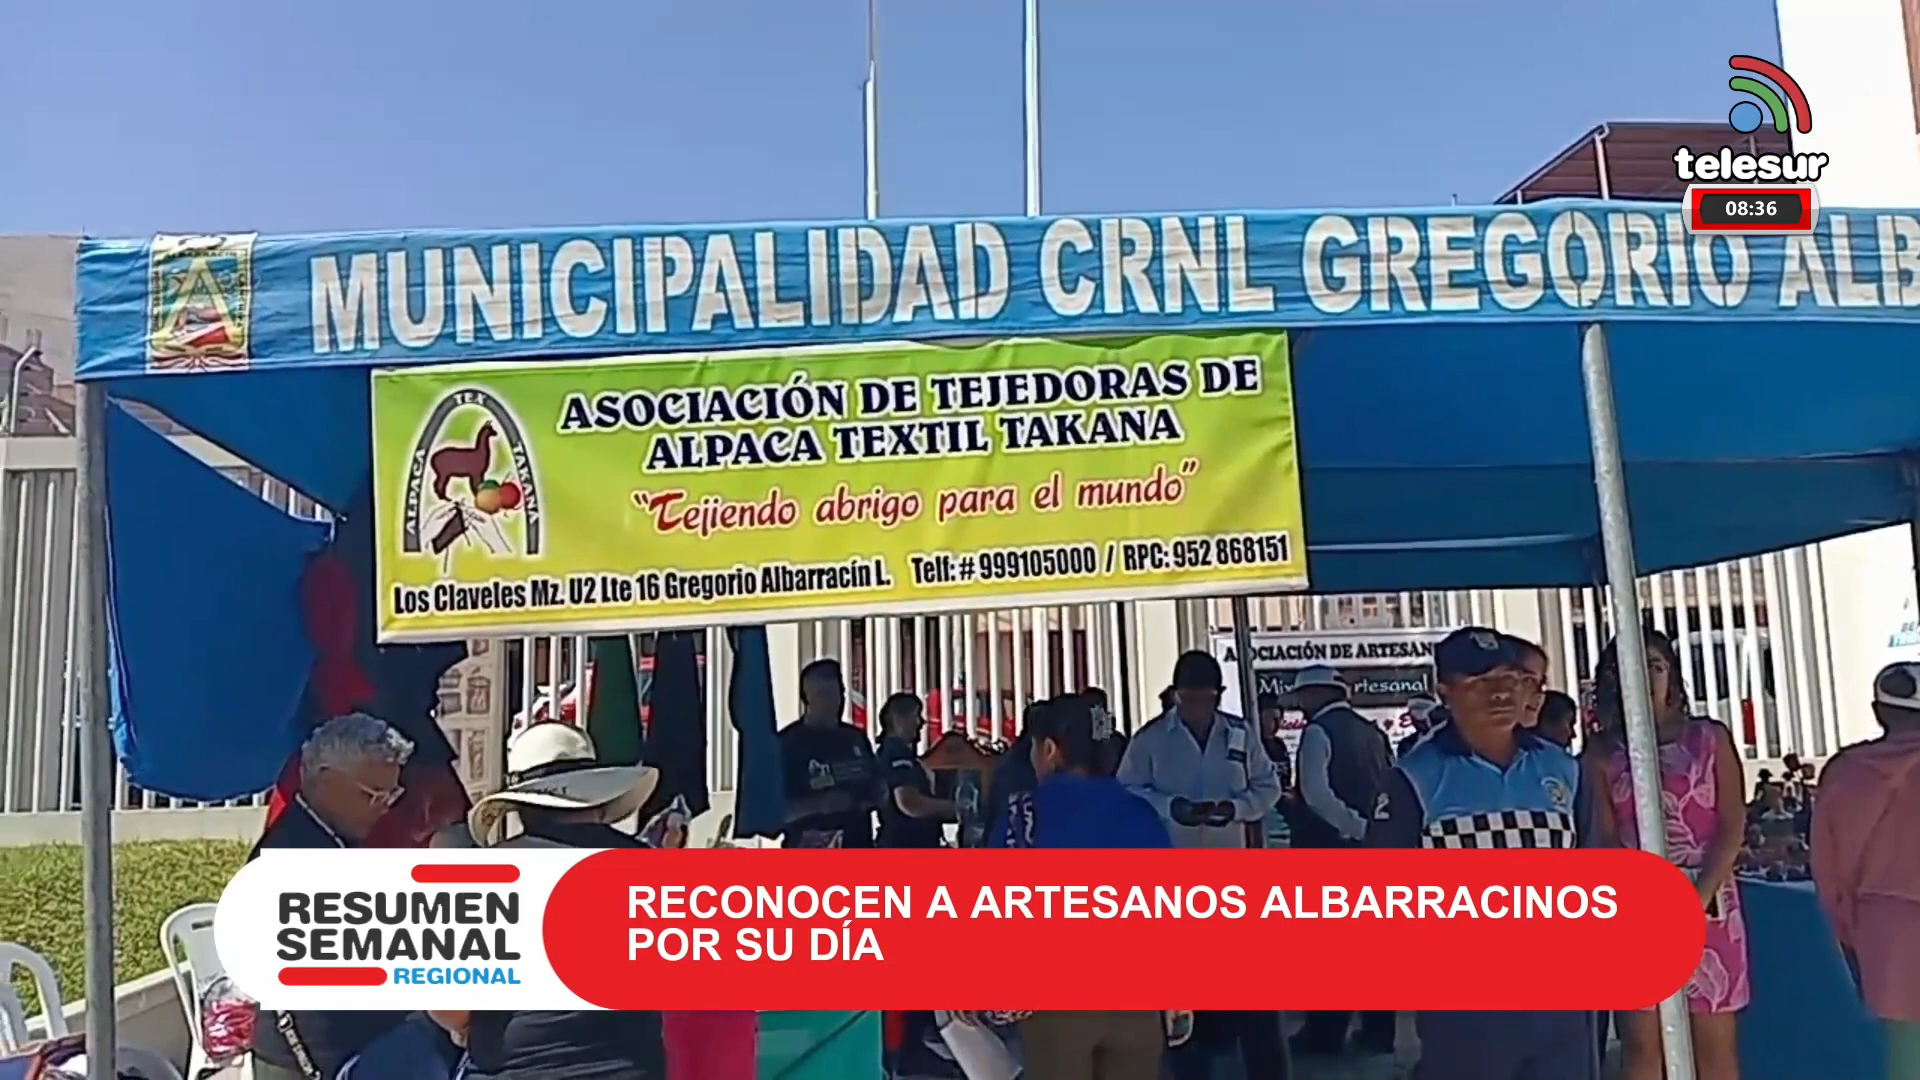 telesur
08:36
MUNICIPALIDAD CRNL GREGORIO ALB
ASOCIACIÓN DE TEJEDORAS DE
ALPACA TEXTIL TAKANA
"Tejiendo abrigo para el mundo"
Los Claveles Mz. U2 Lte 16 Gregorio Albarracín L. Telf: # 999105000 / RPC: 952 868151
ALPACA TEX TAKANA
RESUMEN
SEMANAL
REGIONAL
RECONOCEN A ARTESANOS ALBARRACINOS
POR SU DÍA